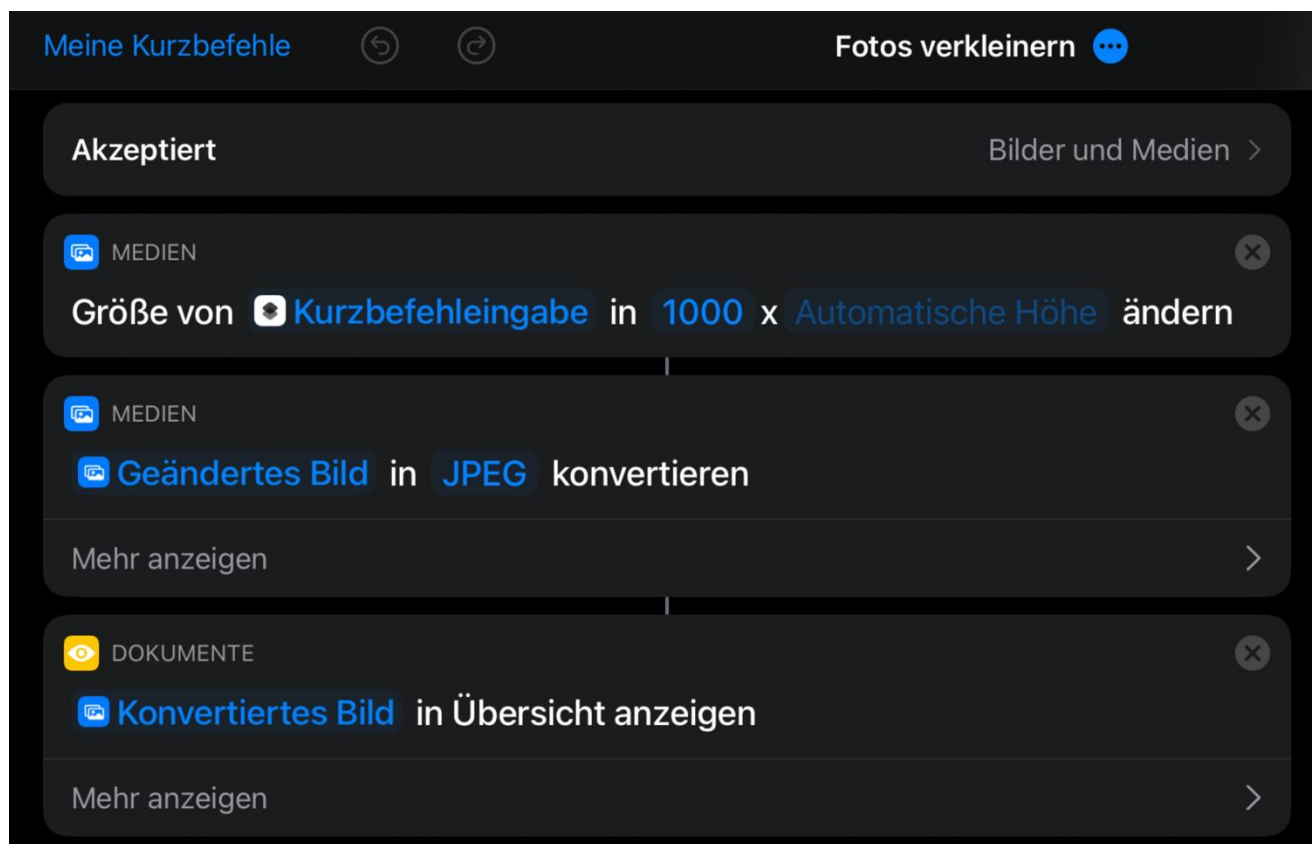 Meine Kurzbefehle Fotos verkleinern
Akzeptiert Bilder und Medien
MEDIEN
Größe von Kurzbefehleingabe in 1000 x Automatische Höhe ändern
MEDIEN
Geändertes Bild in JPEG konvertieren
Mehr anzeigen
DOKUMENTE
Konvertiertes Bild in Übersicht anzeigen
Mehr anzeigen